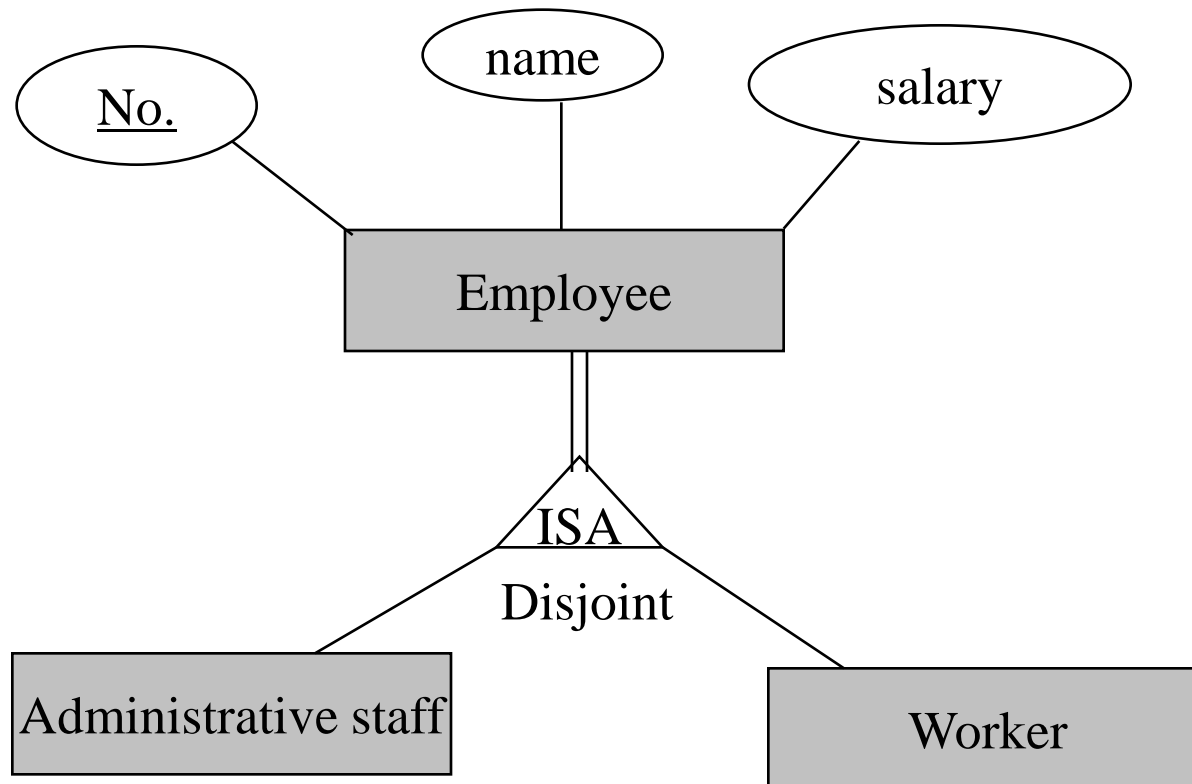 No.
name
salary
Employee
ISA
Disjoint
Administrative staff
Worker